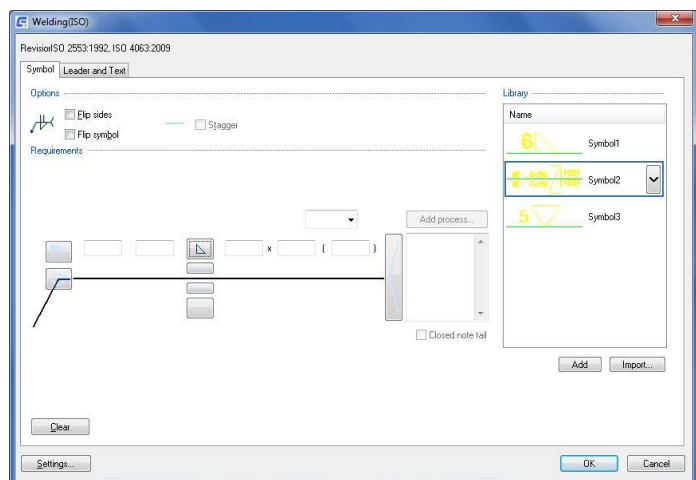 Welding(ISO)
RevisionISO 2553:1992, ISO 4063:2009
Symbol
Leader and Text
Options
Flip sides
Flip symbol
Stagger
Requirements
Add process...
x ( )
Closed note tail
Clear
Library
Name
6 Symbol1
Symbol2
5 Symbol3
Add
Import...
Settings...
OK
Cancel